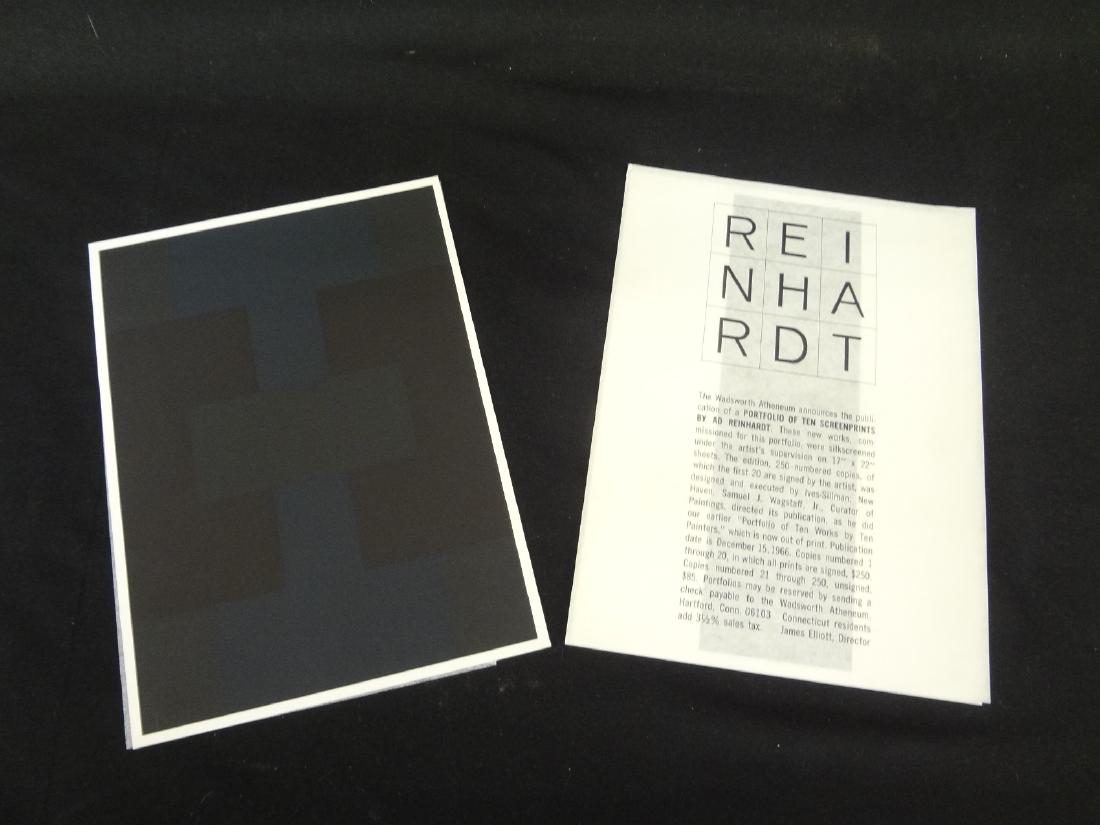 R E I
N H A
R D T
The Wadsworth Atheneum announces the publi-
cation of a PORTFOLIO OF TEN SCREENPRINTS
BY AD REINHARDT. These new works, com-
missioned for this portfolio, were silkscreened
under the artist's supervision on 17" x 22"
sheets. The edition, 250 numbered copies, of
which the first 20 are signed by the artist, was
designed and executed by Ives-Sillman, New
Haven. Samuel J. Wagstaff, Jr., Curator of
Paintings, directed its publication, as he did
our earlier "Portfolio of Ten Works by Ten
Painters," which is now out of print. Publication
date is December 15, 1966. Copies numbered 1
through 20, in which all prints are signed, $250.
Copies numbered 21 through 250, unsigned,
$85. Portfolios may be reserved by sending a
check payable to the Wadsworth Atheneum,
Hartford, Conn. 06103 Connecticut residents
add 3½% sales tax. James Elliott, Director